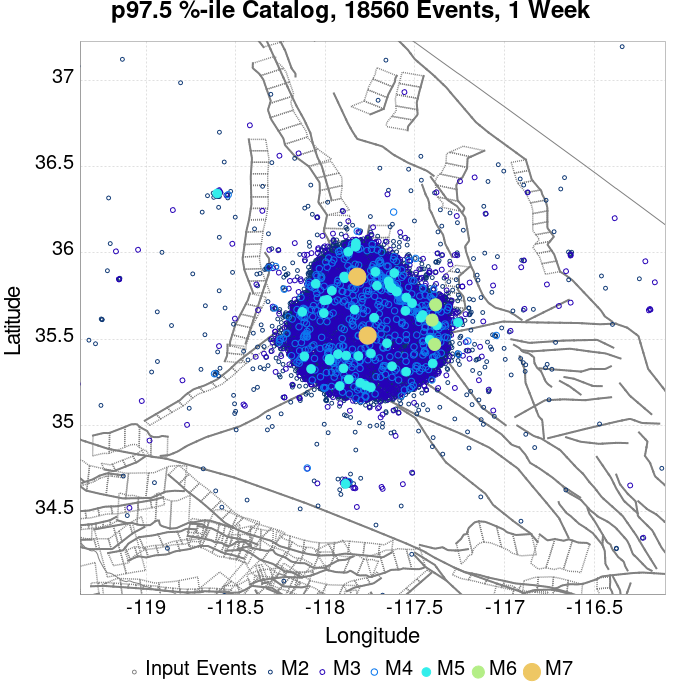 p97.5 %-ile Catalog, 18560 Events, 1 Week
37
36.5
36
35.5
35
34.5
Latitude
-119 -118.5 -118 -117.5 -117 -116.5
Longitude
Input Events M2 M3 M4 M5 M6 M7